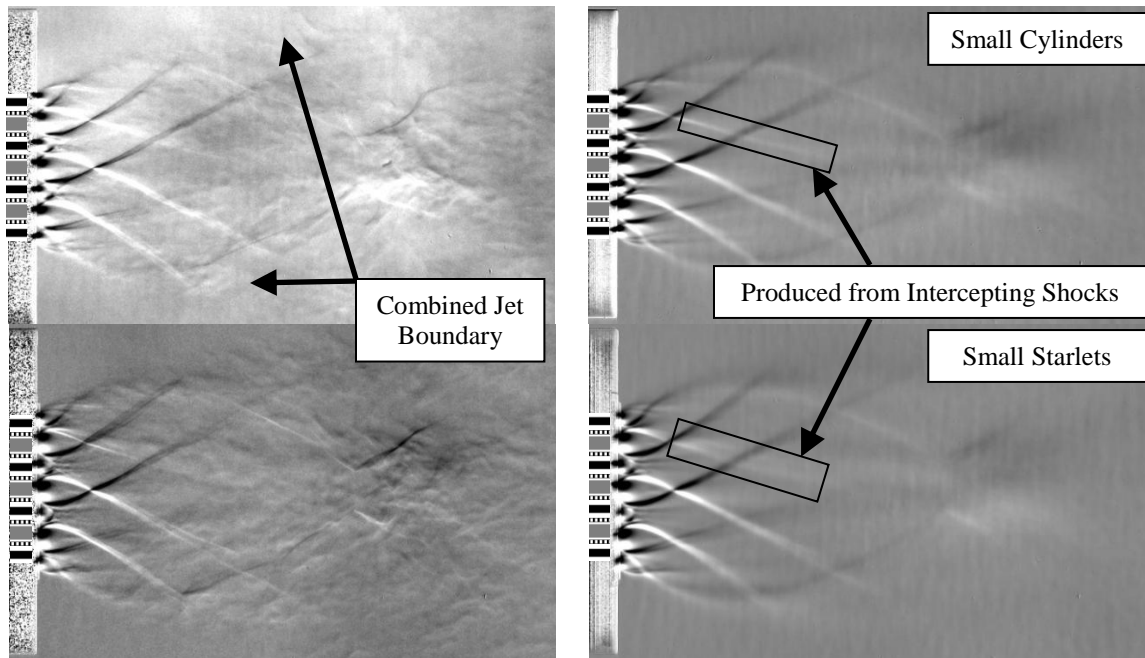 Small Cylinders
Combined Jet
Boundary
Produced from Intercepting Shocks
Small Starlets